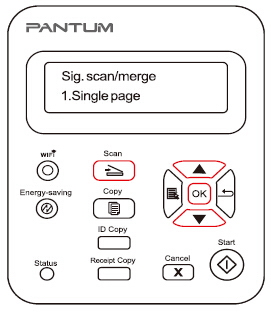 PANTUM
Sig. scan/merge
1.Single page
WiFi
Scan
OK
Energy-saving
Copy
ID Copy
Status
Receipt Copy
Cancel
X
Start